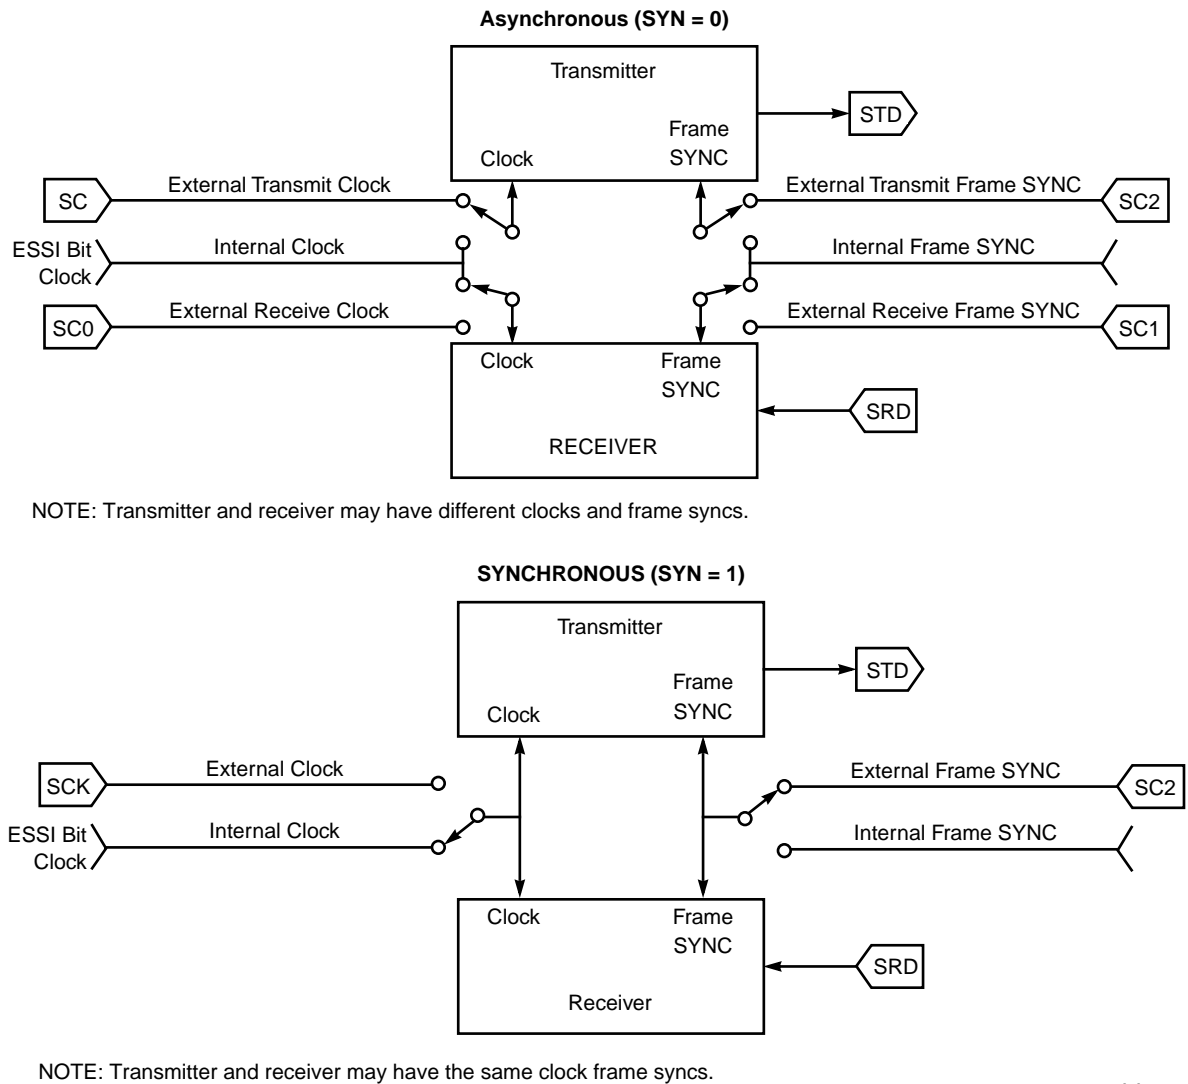 Asynchronous (SYN = 0)
Transmitter
STD
Frame
SYNC
Clock
SC
External Transmit Clock
External Transmit Frame SYNC
SC2
ESSI Bit
Clock
Internal Clock
Internal Frame SYNC
SC0
External Receive Clock
External Receive Frame SYNC
SC1
Clock
Frame
SYNC
SRD
RECEIVER
NOTE: Transmitter and receiver may have different clocks and frame syncs.
SYNCHRONOUS (SYN = 1)
Transmitter
STD
Frame
SYNC
Clock
SCK
External Clock
External Frame SYNC
SC2
ESSI Bit
Clock
Internal Clock
Internal Frame SYNC
Clock
Frame
SYNC
SRD
Receiver
NOTE: Transmitter and receiver may have the same clock frame syncs.